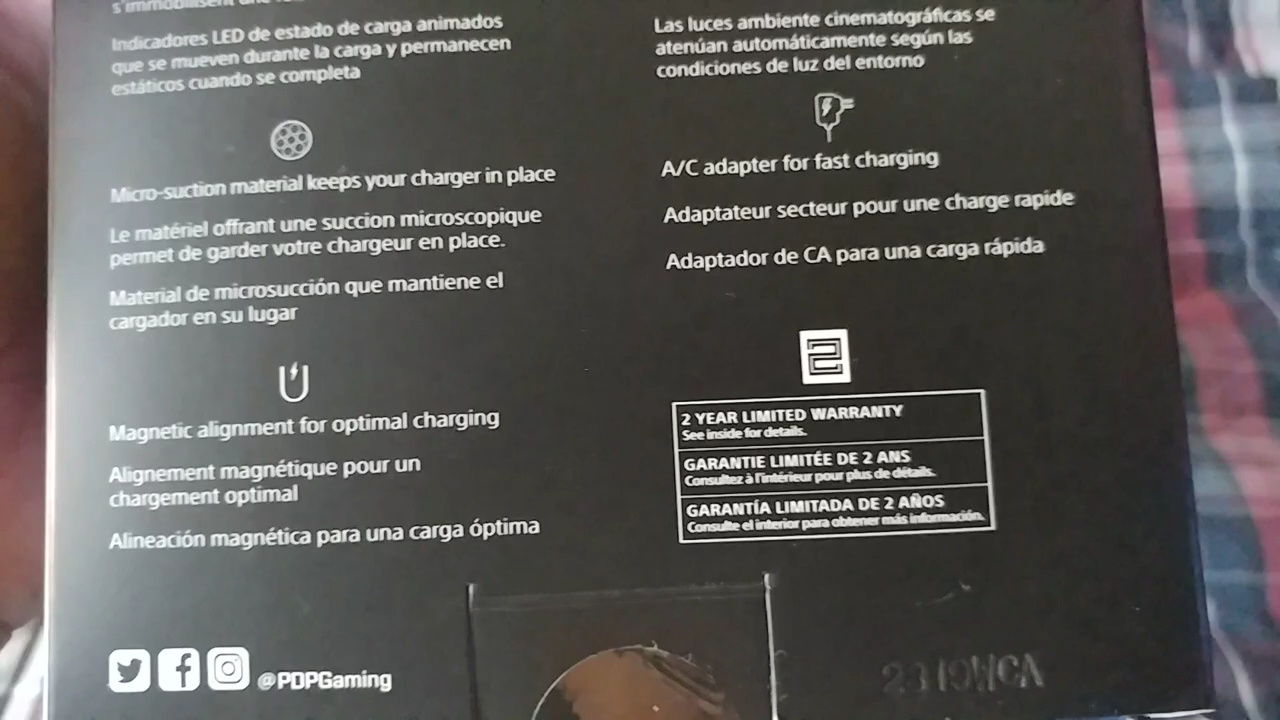 s'immobilisent une
Indicadores LED de estado de carga animados
que se mueven durante la carga y permanecen
estáticos cuando se completa
Micro-suction material keeps your charger in place
Le matériel offrant une succion microscopique
permet de garder votre chargeur en place.
Material de microsucción que mantiene el
cargador en su lugar
Magnetic alignment for optimal charging
Alignement magnétique pour un
chargement optimal
Alineación magnética para una carga óptima
@PDPGaming
Las luces ambiente cinematográficas se
atenúan automáticamente según las
condiciones de luz del entorno
A/C adapter for fast charging
Adaptateur secteur pour une charge rapide
Adaptador de CA para una carga rápida
2
2 YEAR LIMITED WARRANTY
See inside for details.
GARANTIE LIMITÉE DE 2 ANS
Consultez à l'intérieur pour plus de détails.
GARANTÍA LIMITADA DE 2 AÑOS
Consulte el interior para obtener más información.